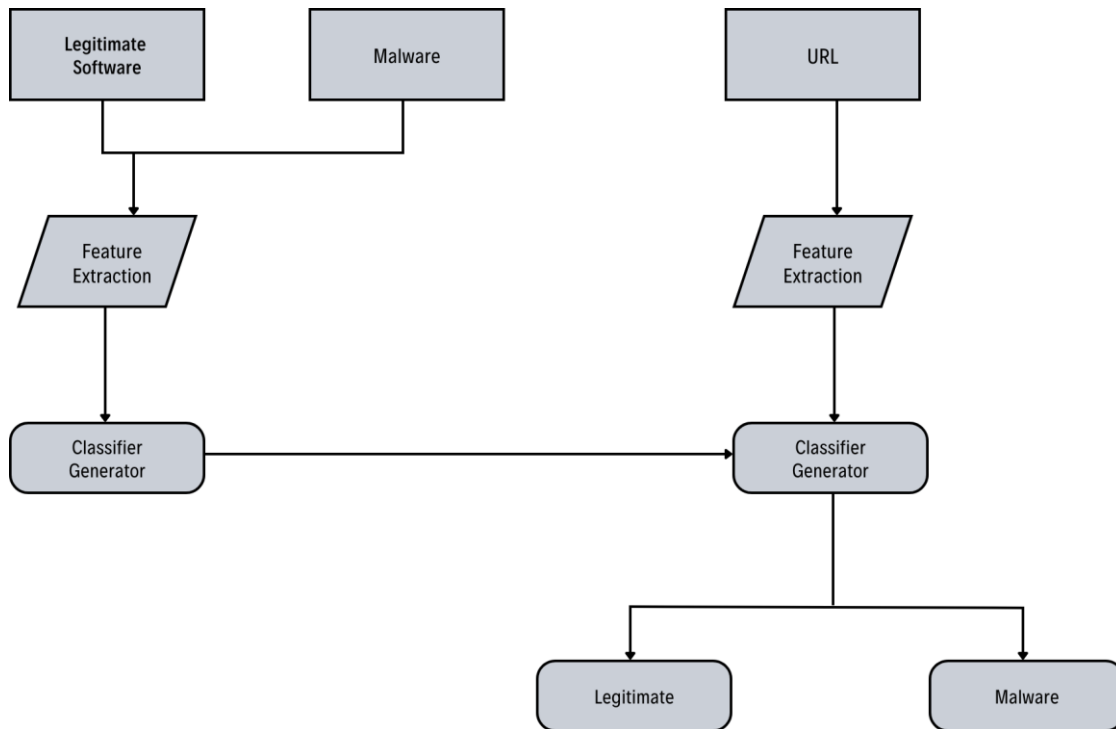 Legitimate
Software
Malware
URL
Feature
Extraction
Feature
Extraction
Classifier
Generator
Classifier
Generator
Legitimate
Malware